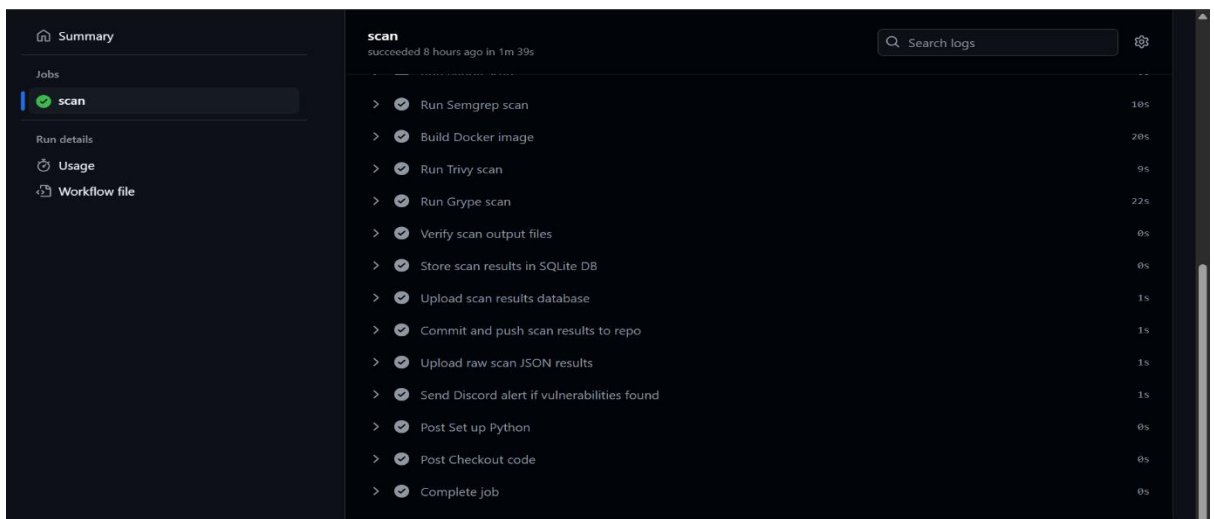 Summary
Jobs
scan
Run details
Usage
Workflow file
scan
succeeded 8 hours ago in 1m 39s
Search logs
Run Semgrep scan 10s
Build Docker image 20s
Run Trivy scan 9s
Run Grype scan 22s
Verify scan output files 0s
Store scan results in SQLite DB 0s
Upload scan results database 1s
Commit and push scan results to repo 1s
Upload raw scan JSON results 1s
Send Discord alert if vulnerabilities found 1s
Post Set up Python 0s
Post Checkout code 0s
Complete job 0s